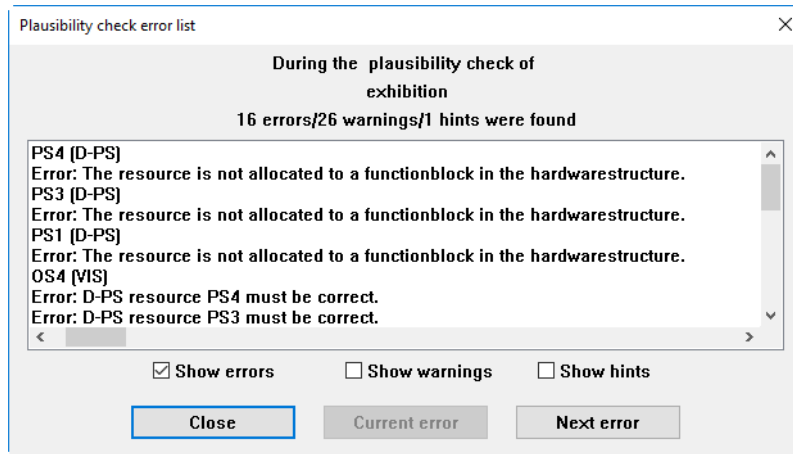 Plausibility check error list
During the plausibility check of
exhibition
16 errors/26 warnings/1 hints were found
PS4 (D-PS)
Error: The resource is not allocated to a functionblock in the hardwarestructure.
PS3 (D-PS)
Error: The resource is not allocated to a functionblock in the hardwarestructure.
PS1 (D-PS)
Error: The resource is not allocated to a functionblock in the hardwarestructure.
OS4 (VIS)
Error: D-PS resource PS4 must be correct.
Error: D-PS resource PS3 must be correct.
Show errors Show warnings Show hints
Close Current error Next error